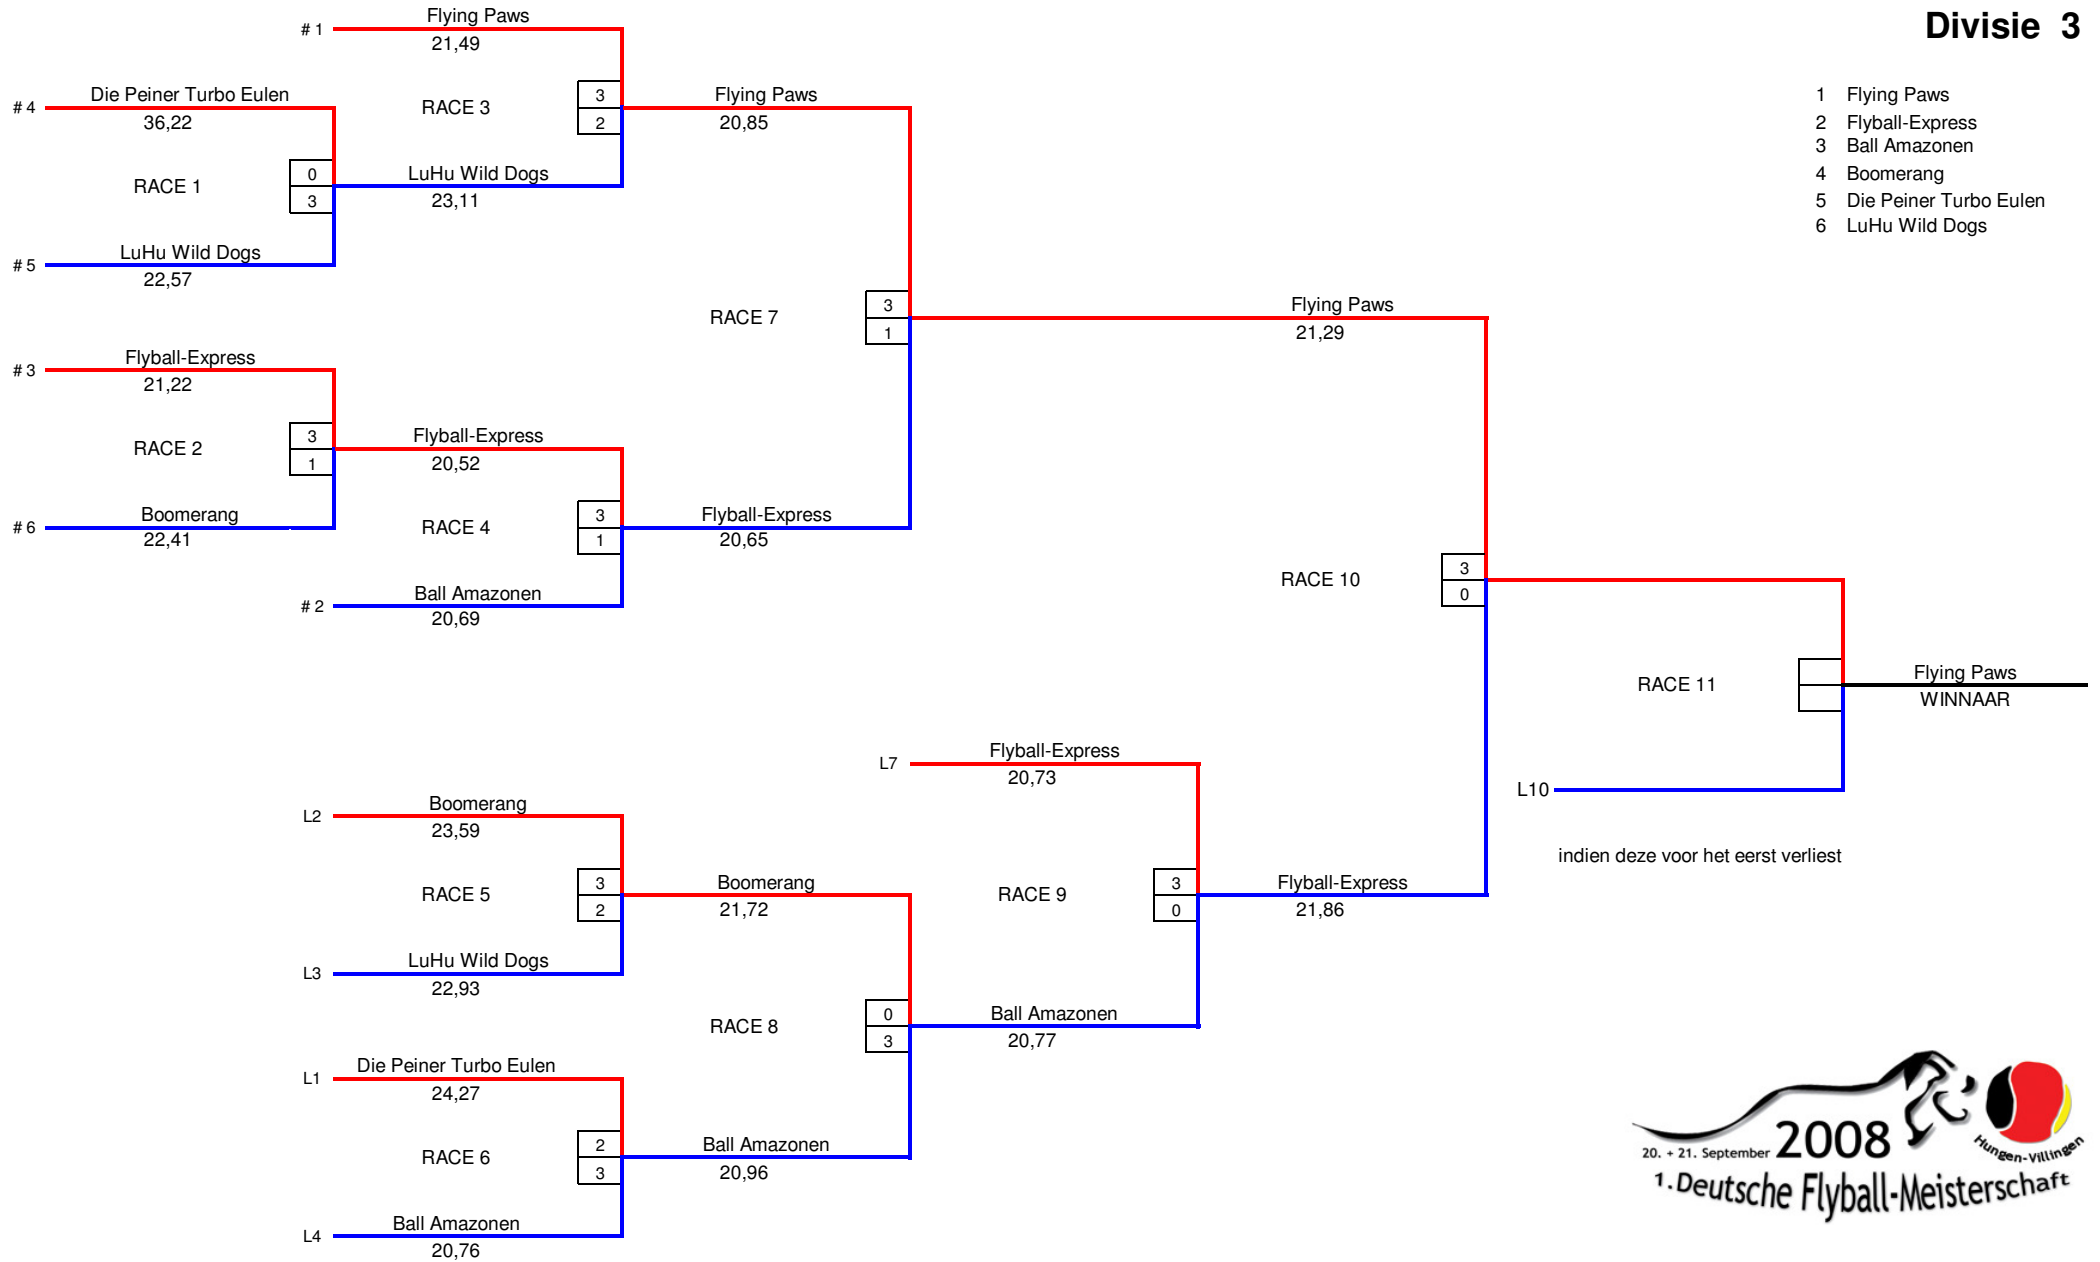 Divisie 3
# 1
Flying Paws
21,49
# 4
Die Peiner Turbo Eulen
36,22
RACE 3
3
2
Flying Paws
20,85
RACE 1
0
3
LuHu Wild Dogs
23,11
# 5
LuHu Wild Dogs
22,57
1 Flying Paws
2 Flyball-Express
3 Ball Amazonen
4 Boomerang
5 Die Peiner Turbo Eulen
6 LuHu Wild Dogs
RACE 7
3
1
Flying Paws
21,29
# 3
Flyball-Express
21,22
RACE 2
3
1
Flyball-Express
20,52
# 6
Boomerang
22,41
RACE 4
3
1
Flyball-Express
20,65
# 2
Ball Amazonen
20,69
RACE 10
3
0
RACE 11
Flying Paws
WINNAAR
L10
indien deze voor het eerst verliest
L7
Flyball-Express
20,73
L2
Boomerang
23,59
RACE 5
3
2
Boomerang
21,72
RACE 9
3
0
Flyball-Express
21,86
L3
LuHu Wild Dogs
22,93
RACE 8
0
3
Ball Amazonen
20,77
L1
Die Peiner Turbo Eulen
24,27
RACE 6
2
3
Ball Amazonen
20,96
L4
Ball Amazonen
20,76
20. + 21. September 2008
Hungen-Villingen
1. Deutsche Flyball-Meisterschaft